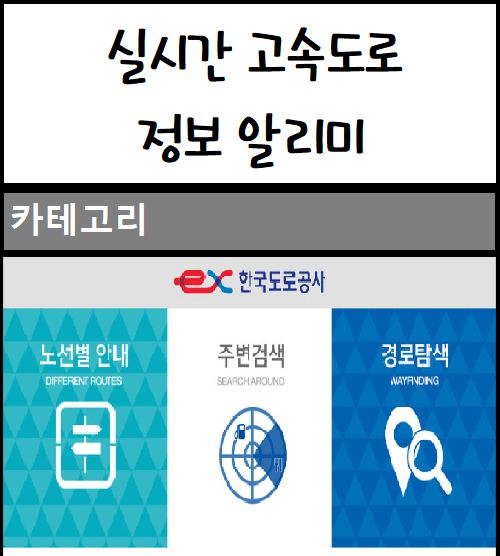 실시간 고속도로
정보 알리미
카테고리
ex 한국도로공사
노선별 안내
DIFFERENT ROUTES
주변검색
SEARCH AROUND
경로탐색
WAYFINDING